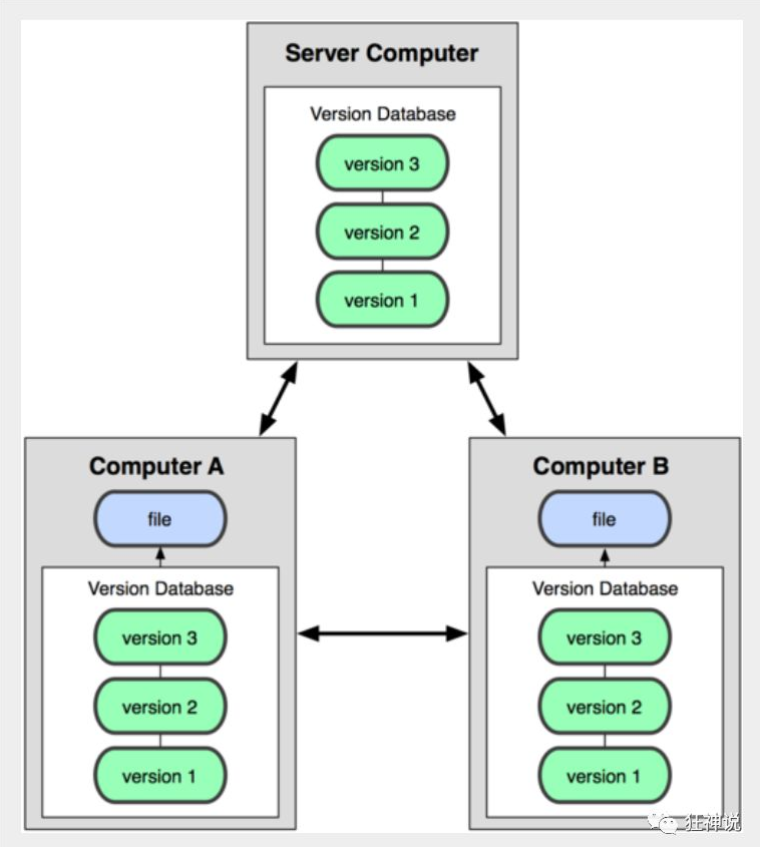 Server Computer
Version Database
version 3
version 2
version 1
Computer A
file
Version Database
version 3
version 2
version 1
Computer B
file
Version Database
version 3
version 2
version 1
狂神说